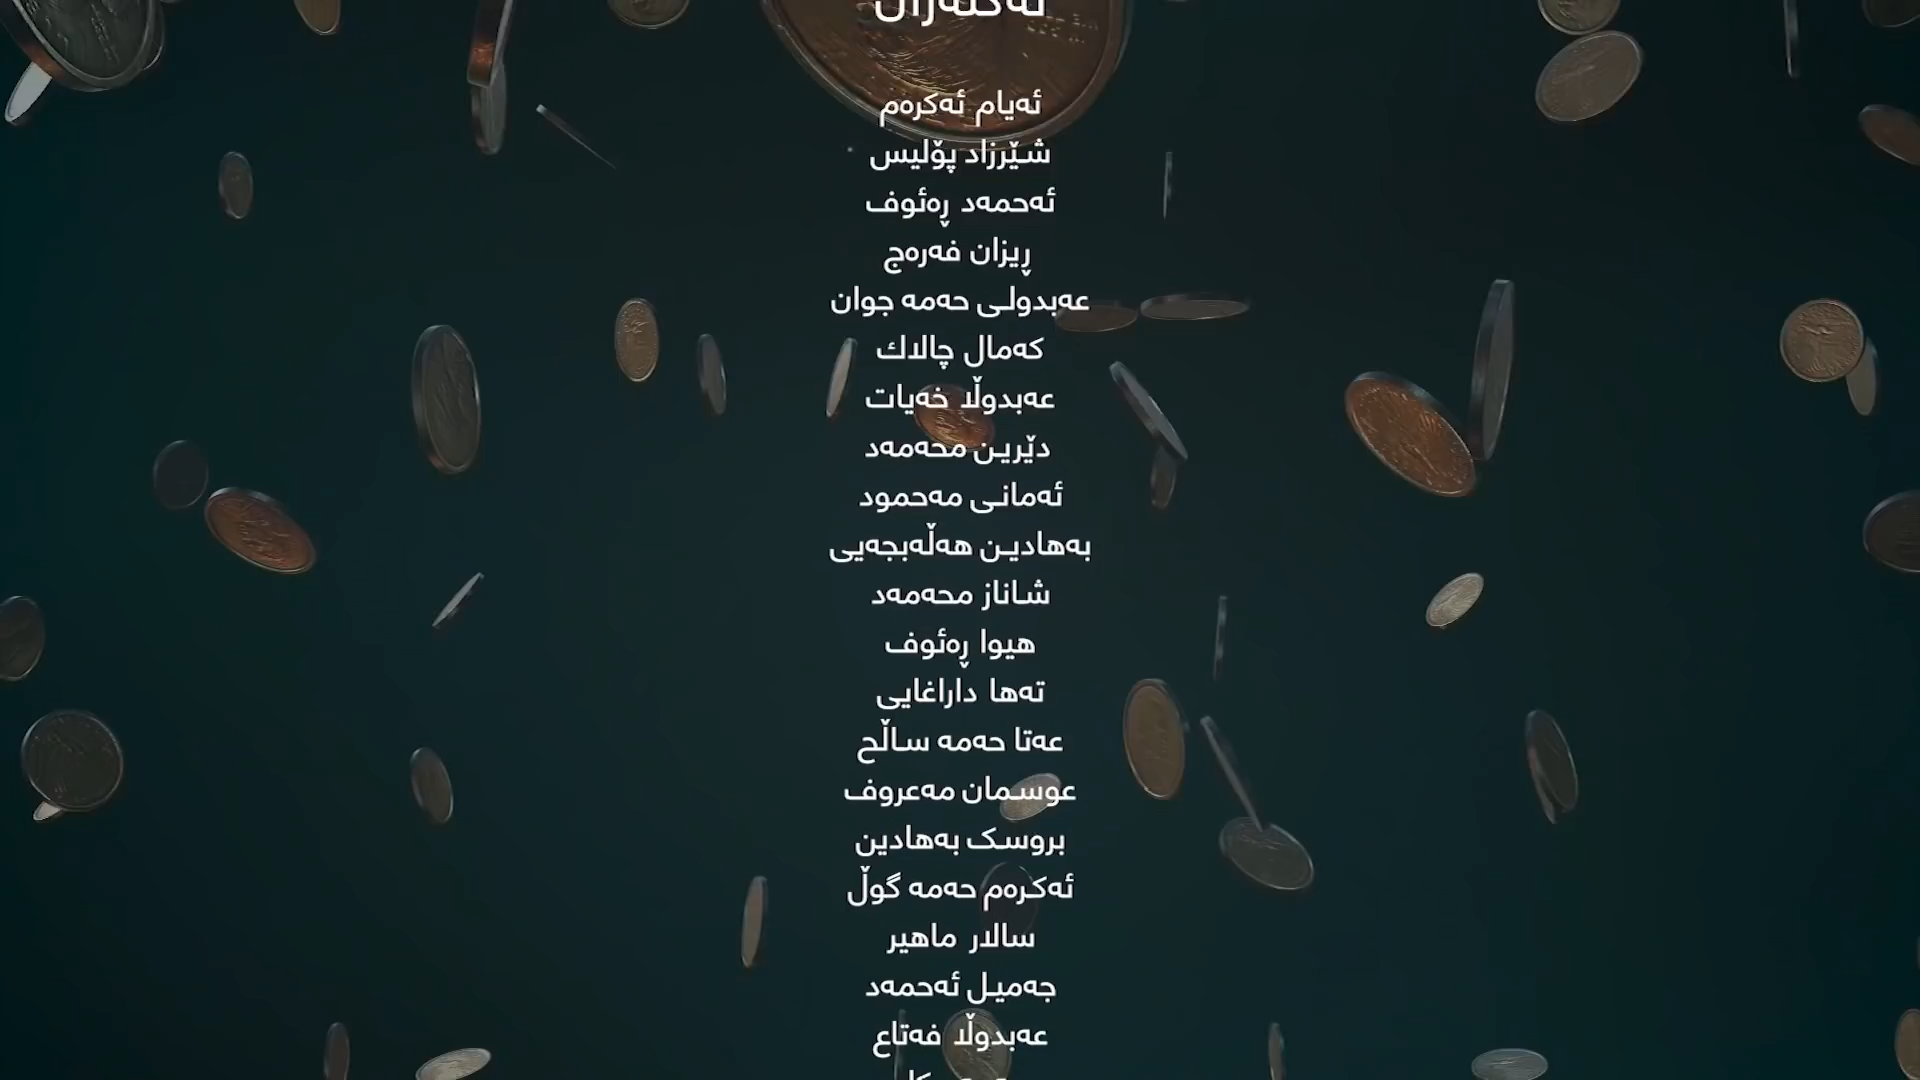 ئەکتەران
ئەیام ئەکرەم
شێرزاد پۆلیس
ئەحمەد ڕەئوف
ڕیزان فەرەج
عەبدولی حەمە جوان
کەمال چالاك
عەبدوڵا خەیات
دێرین محەمەد
ئەمانی مەحمود
بەهادین هەڵەبجەیی
شاناز محەمەد
هیوا ڕەئوف
تەها داراغایی
عەتا حەمە ساڵح
عوسمان مەعروف
بروسک بەهادین
ئەکرەم حەمە گوڵ
سالار ماهیر
جەمیل ئەحمەد
عەبدوڵا فەتاع